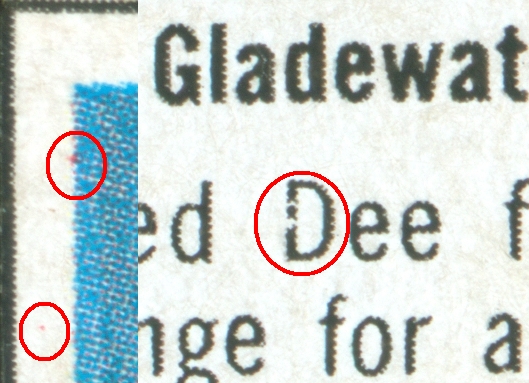 Gladewat
ed Dee f
nge for a